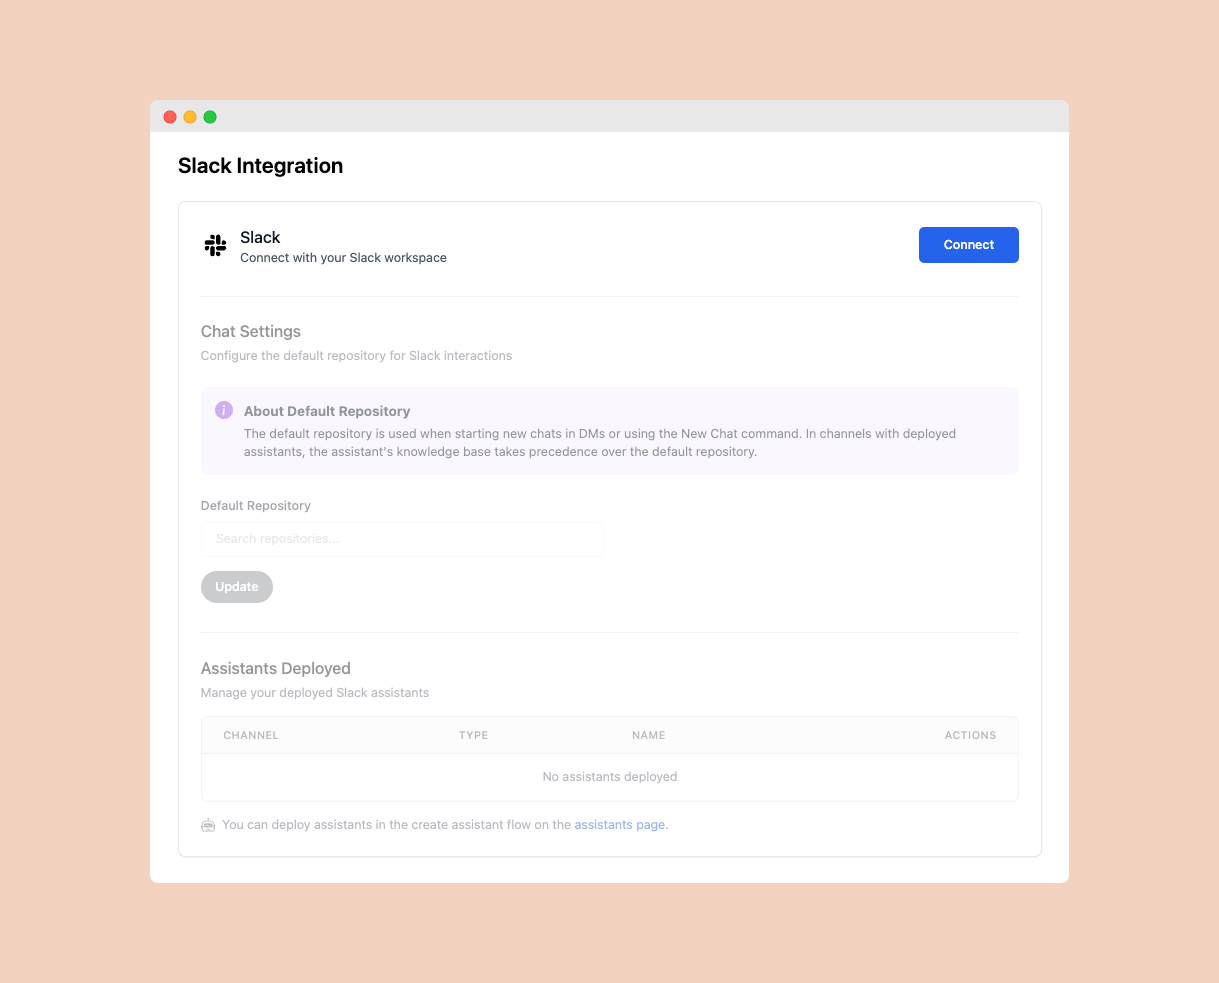 Slack Integration
Slack
Connect with your Slack workspace
Connect
Chat Settings
Configure the default repository for Slack interactions
About Default Repository
The default repository is used when starting new chats in DMs or using the New Chat command. In channels with deployed
assistants, the assistant's knowledge base takes precedence over the default repository.
Default Repository
Search repositories...
Update
Assistants Deployed
Manage your deployed Slack assistants
CHANNEL TYPE NAME ACTIONS
No assistants deployed
You can deploy assistants in the create assistant flow on the assistants page.